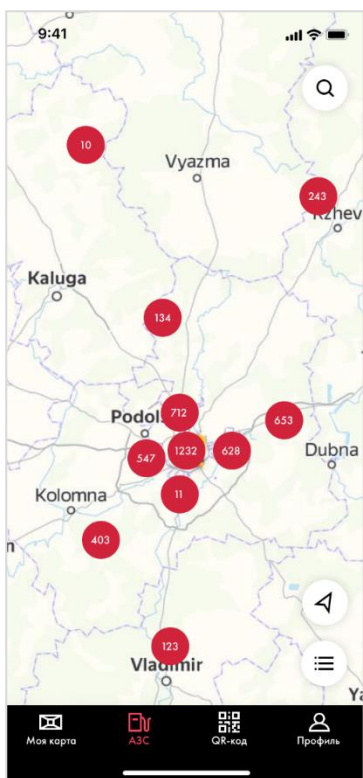 9:41
10
Vyazma
243
Rzhev
Kaluga
134
712
Podol
653
547
1232
628
Dubna
Kolomna
11
403
123
Vladimir
Ya
Моя карта
АЗС
QR-код
Профиль